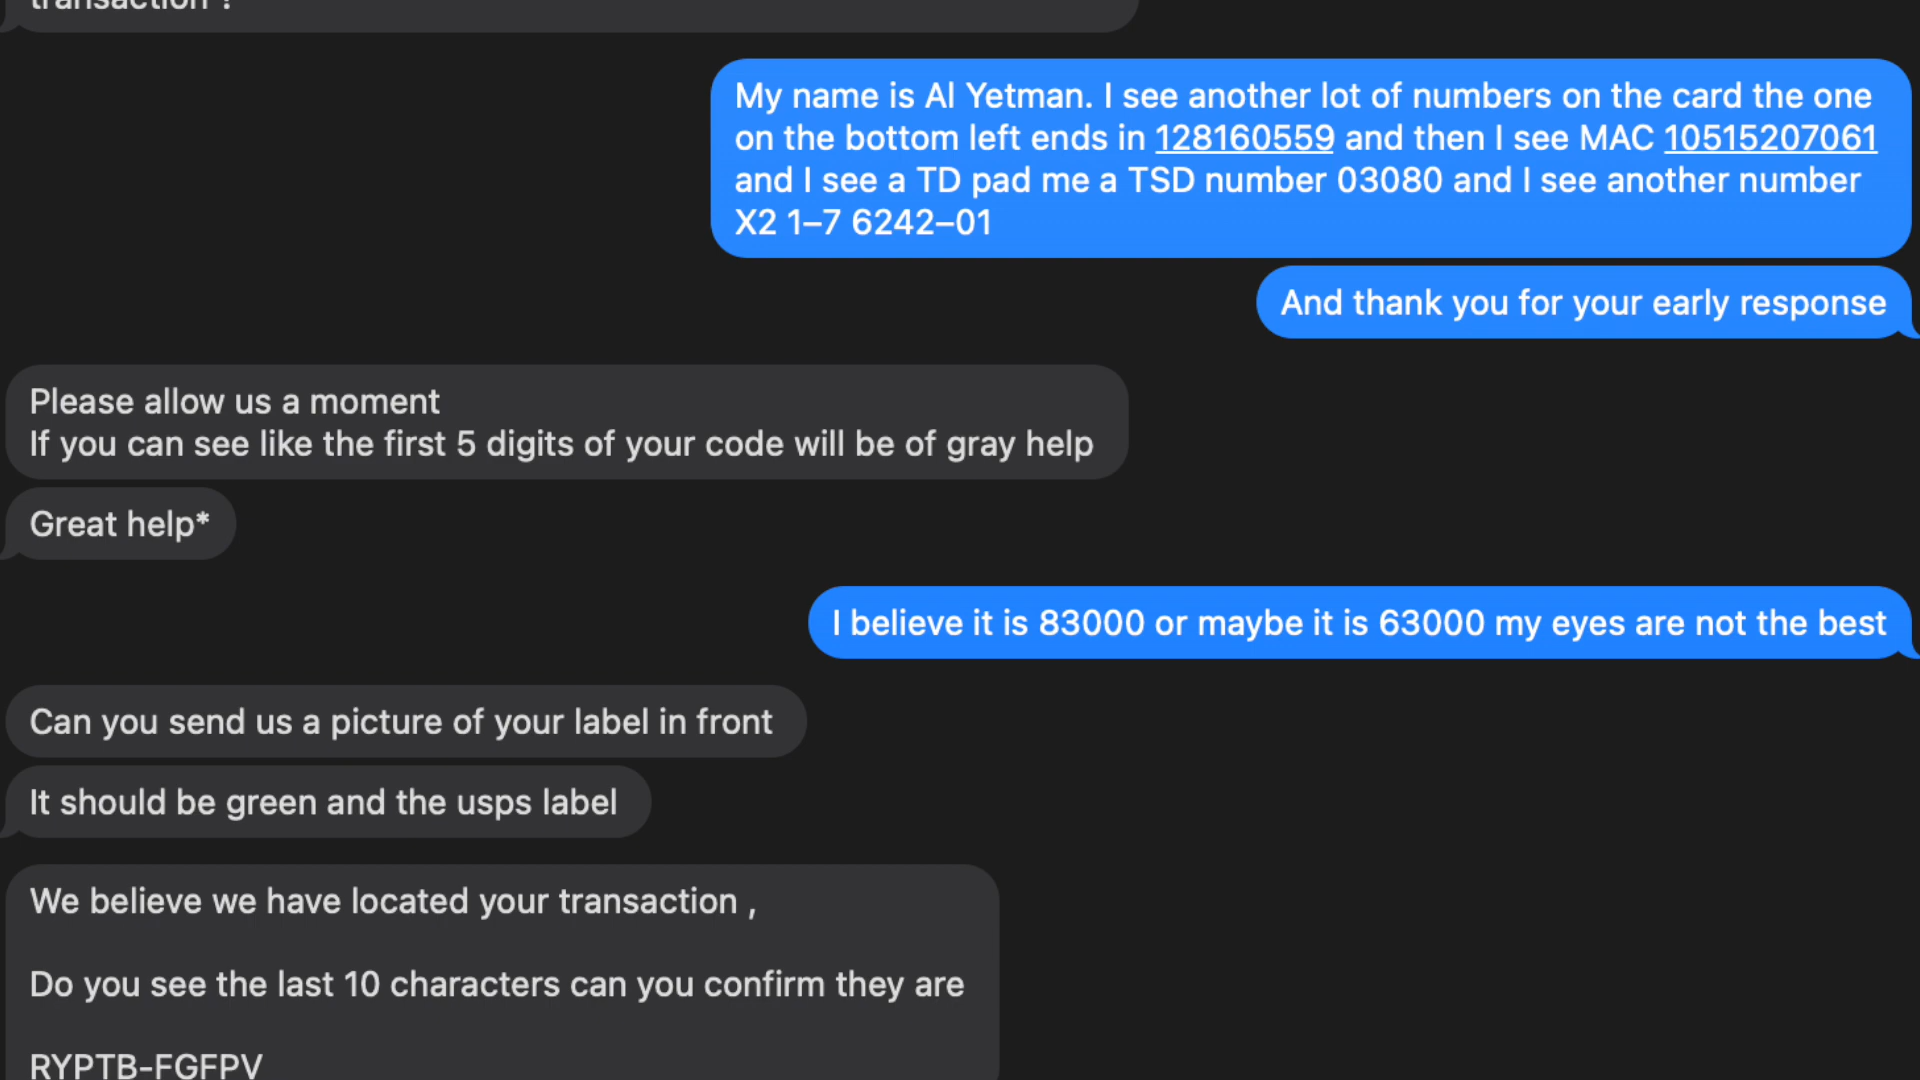 transaction ?
My name is Al Yetman. I see another lot of numbers on the card the one
on the bottom left ends in 128160559 and then I see MAC 10515207061
and I see a TD pad me a TSD number 03080 and I see another number
X2 1–7 6242–01
And thank you for your early response
Please allow us a moment
If you can see like the first 5 digits of your code will be of gray help
Great help*
I believe it is 83000 or maybe it is 63000 my eyes are not the best
Can you send us a picture of your label in front
It should be green and the usps label
We believe we have located your transaction ,
Do you see the last 10 characters can you confirm they are
RYPTB-FGFPV